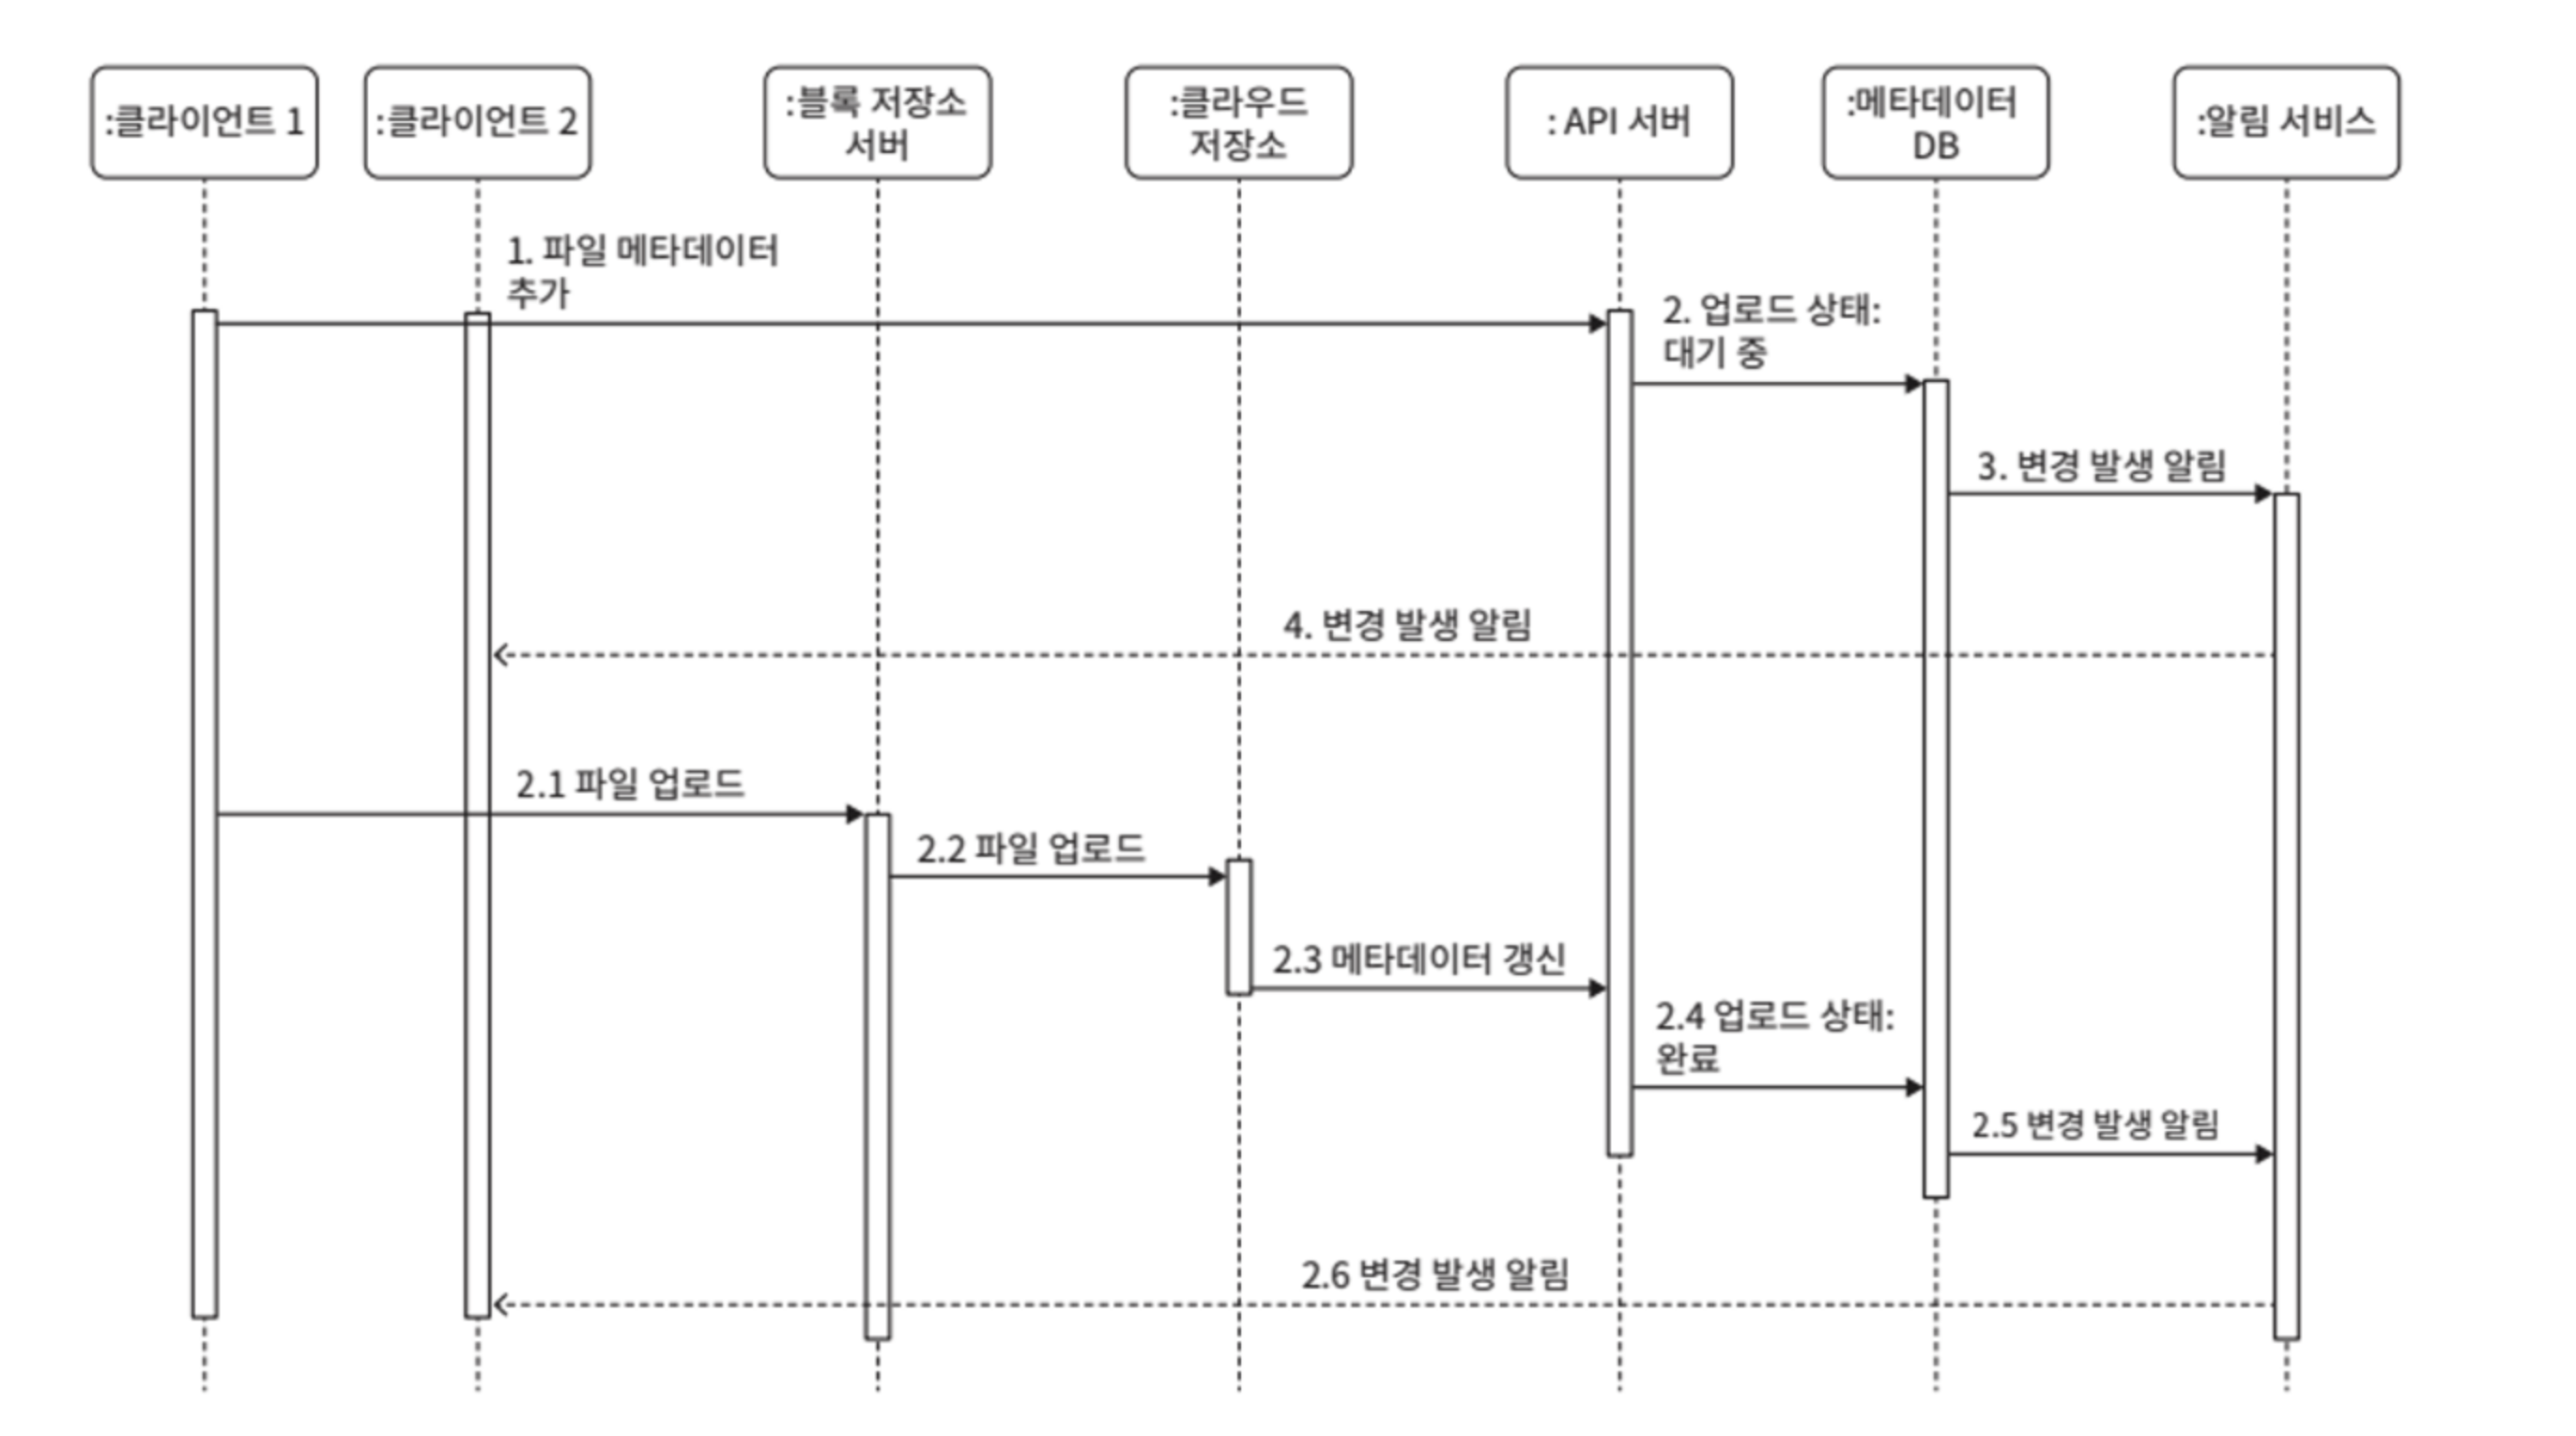 :클라이언트 1
:클라이언트 2
:블록 저장소
서버
:클라우드
저장소
: API 서버
:메타데이터
DB
:알림 서비스
1. 파일 메타데이터
추가
2. 업로드 상태:
대기 중
3. 변경 발생 알림
4. 변경 발생 알림
2.1 파일 업로드
2.2 파일 업로드
2.3 메타데이터 갱신
2.4 업로드 상태:
완료
2.5 변경 발생 알림
2.6 변경 발생 알림